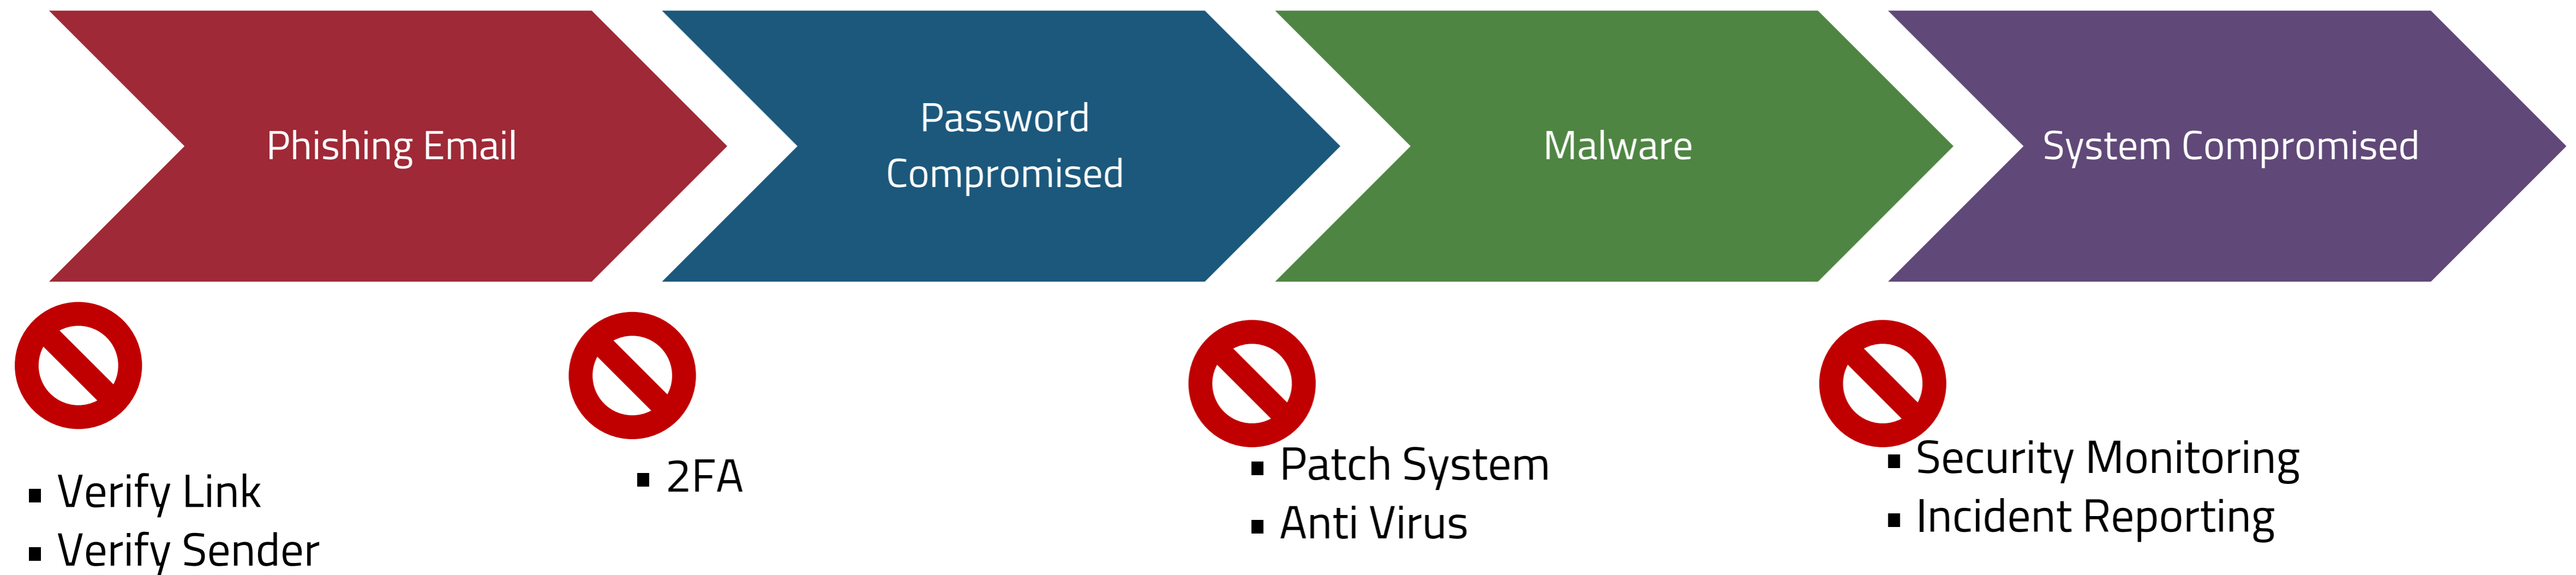 Phishing Email
Password
Compromised
Malware
System Compromised
▪ Verify Link
▪ Verify Sender
▪ 2FA
▪ Patch System
▪ Anti Virus
▪ Security Monitoring
▪ Incident Reporting